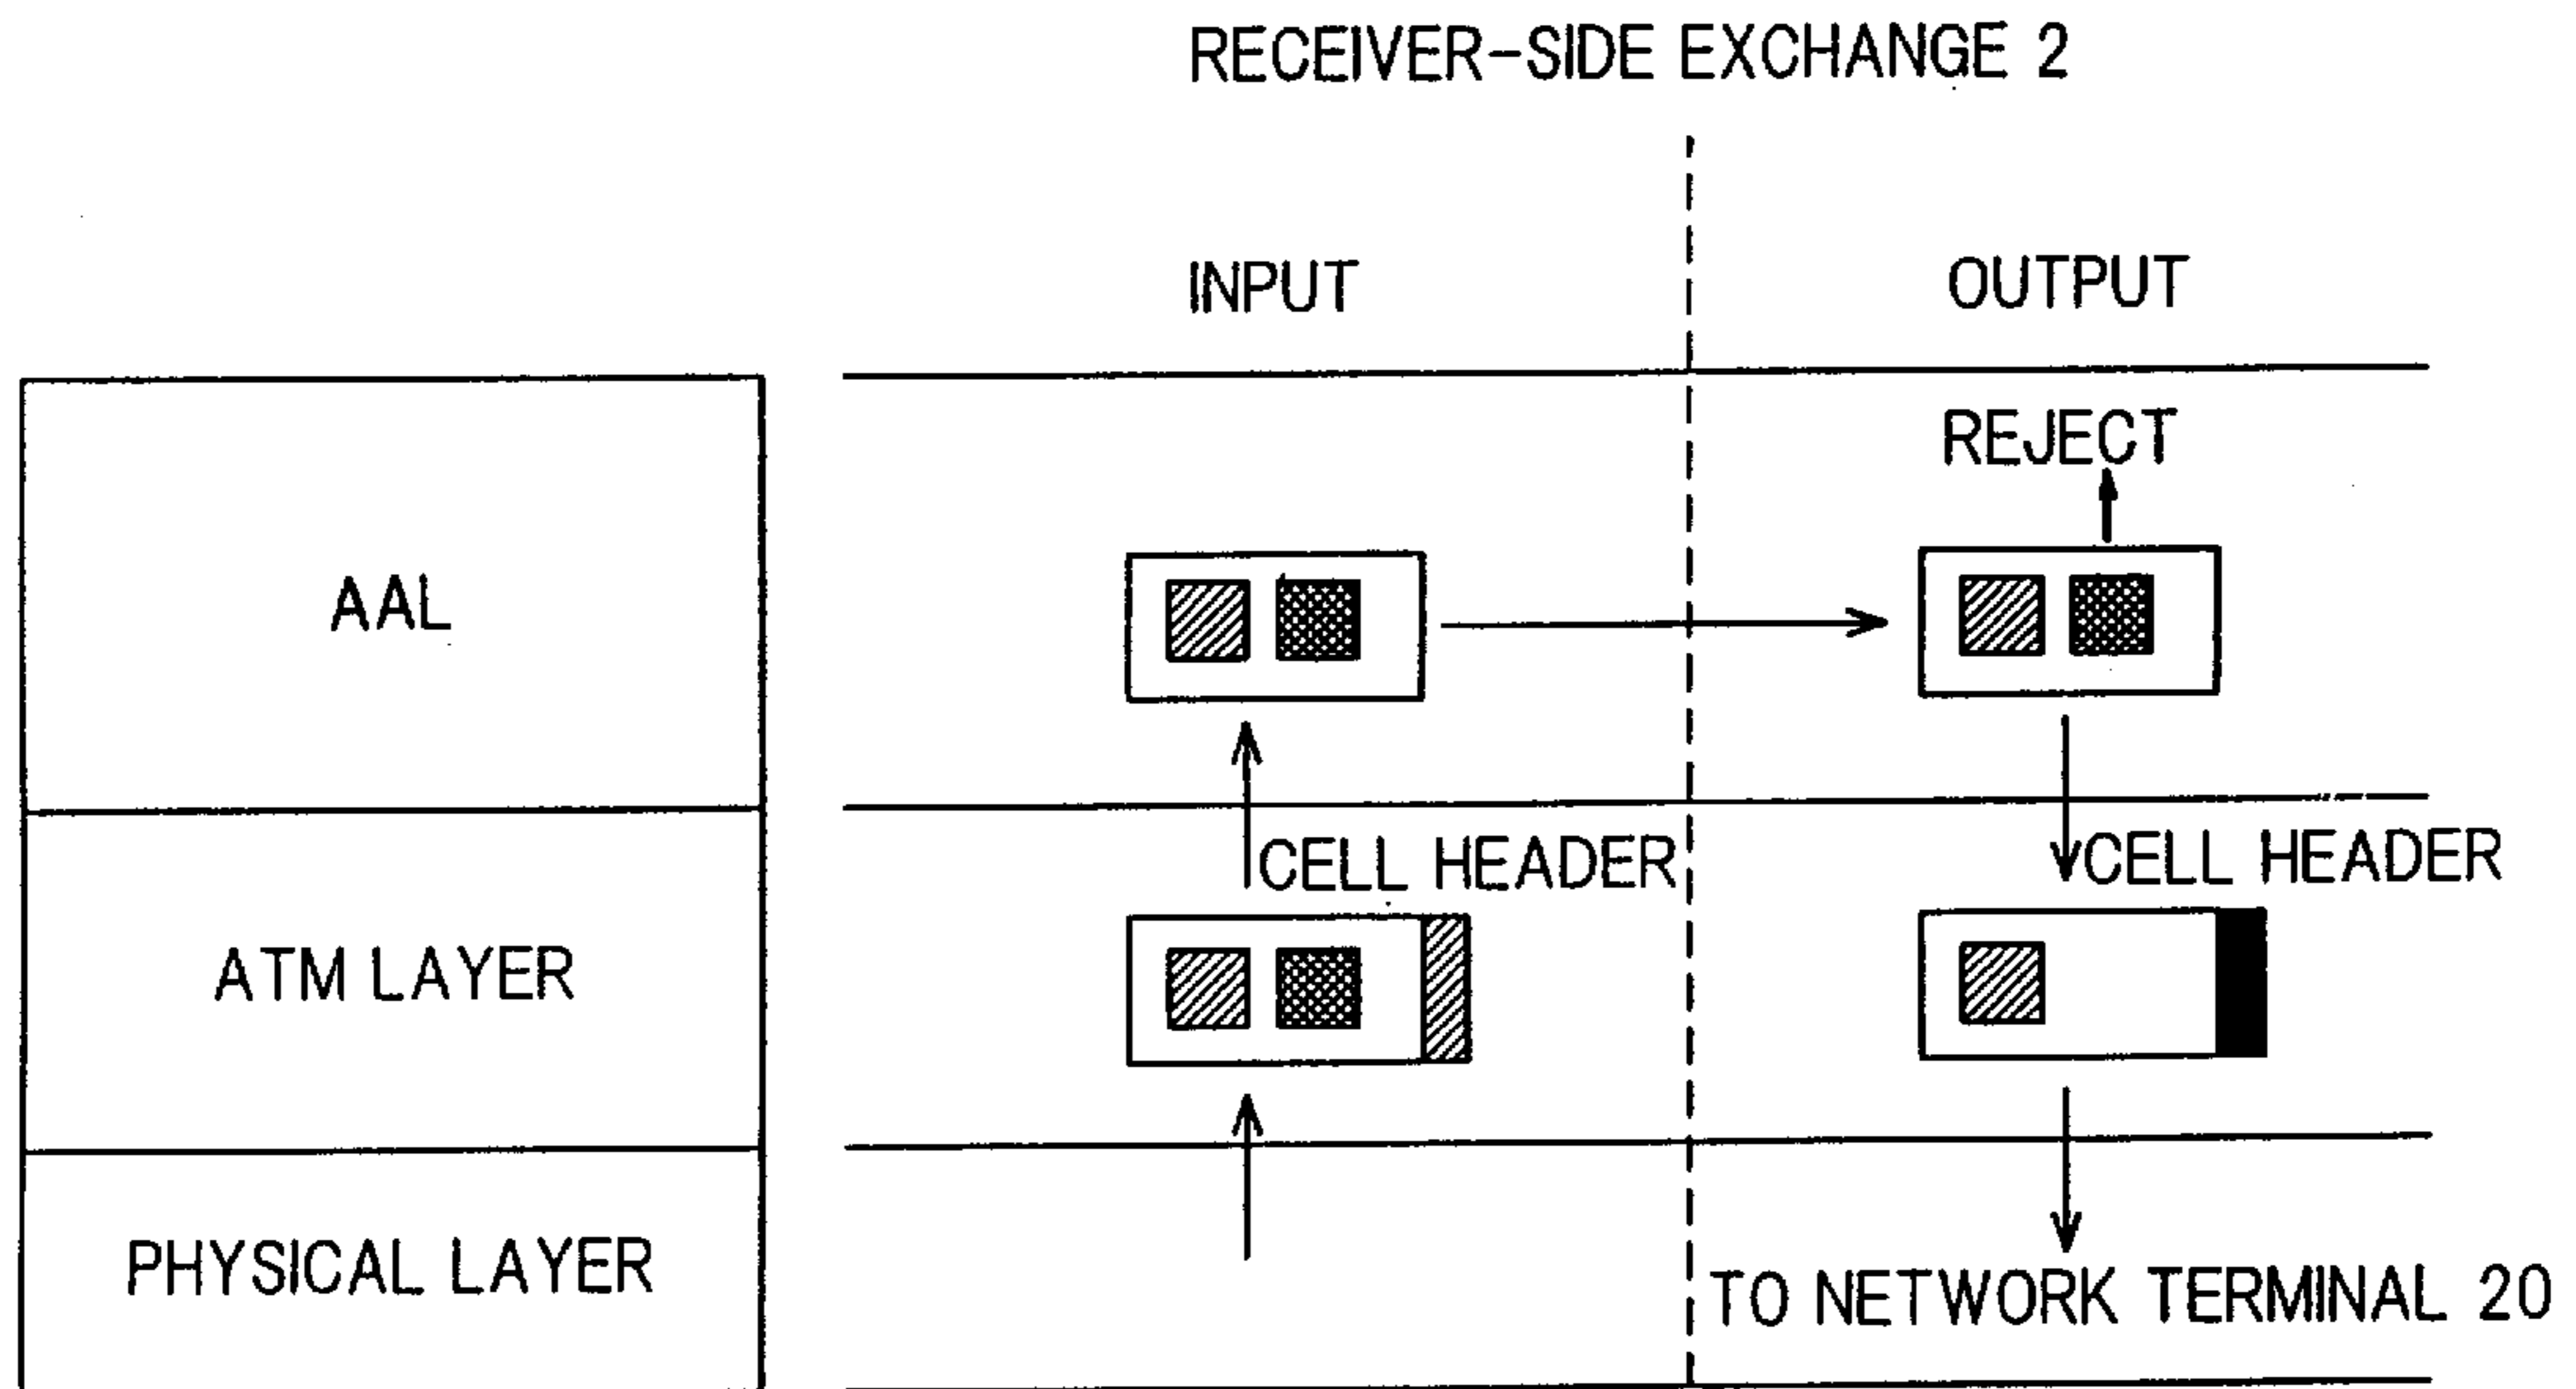 RECEIVER-SIDE EXCHANGE 2
INPUT
OUTPUT
REJECT
AAL
CELL HEADER
CELL HEADER
ATM LAYER
PHYSICAL LAYER
TO NETWORK TERMINAL 20